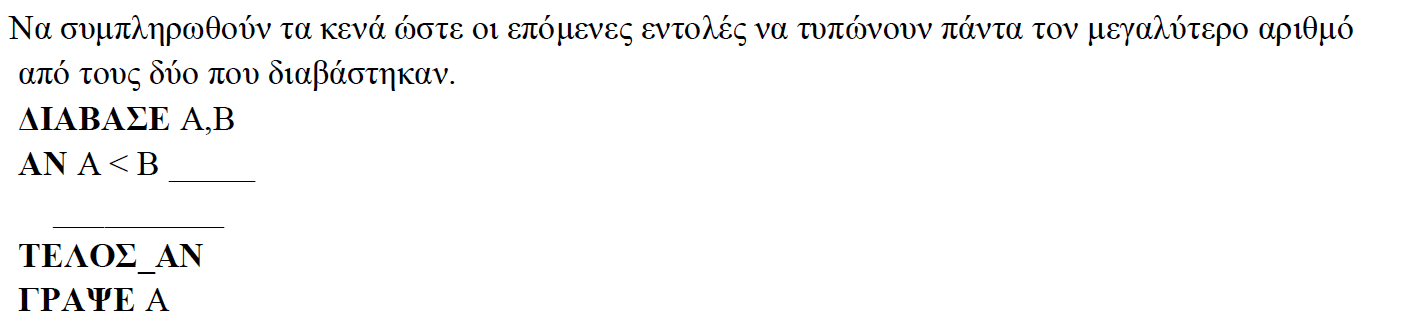 Να συμπληρωθούν τα κενά ώστε οι επόμενες εντολές να τυπώνουν πάντα τον μεγαλύτερο αριθμό
από τους δύο που διαβάστηκαν.
ΔΙΑΒΑΣΕ Α,Β
ΑΝ Α < Β _____
__________
ΤΕΛΟΣ_ΑΝ
ΓΡΑΨΕ Α